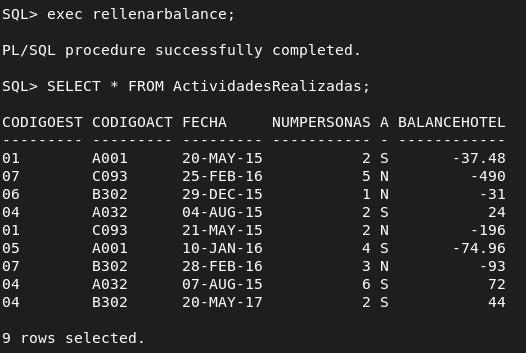 SQL> exec rellenarbalance;
PL/SQL procedure successfully completed.
SQL> SELECT * FROM ActividadesRealizadas;
CODIGOEST CODIGOACT FECHA     NUMPERSONAS A BALANCEHOTEL
--------- --------- --------- ----------- - ------------
01        A001      20-MAY-15           2 S       -37.48
07        C093      25-FEB-16           5 N         -490
06        B302      29-DEC-15           1 N          -31
04        A032      04-AUG-15           2 S           24
01        C093      21-MAY-15           2 N         -196
05        A001      10-JAN-16           4 S       -74.96
07        B302      28-FEB-16           3 N          -93
04        A032      07-AUG-15           6 S           72
04        B302      20-MAY-17           2 S           44
9 rows selected.